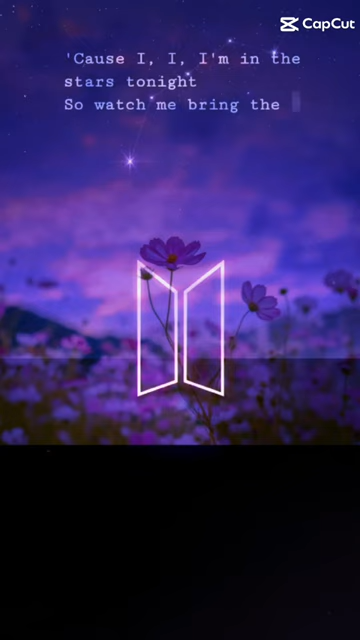 CapCut
'Cause I, I, I'm in the
stars tonight
So watch me bring the